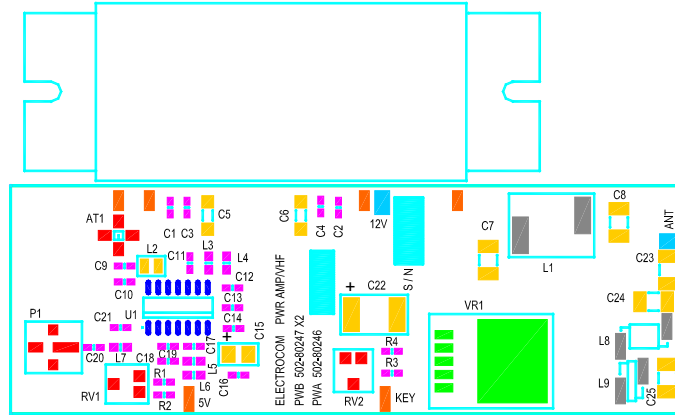 AT1
C1
C3
C5
C6
C4
C2
12V
S/N
C7
L1
C8
ANT
L2
C11
L3
L4
C9
C10
C12
C13
C14
C23
C24
P1
C21
U1
C17
+
C15
+
C22
VR1
L8
L9
C25
C20
L7
C18
C19
L5
L6
C16
RV1
R1
R2
5V
ELECTROCOM PWR AMP/VHF
PWB 502-80247 X2
PWA 502-80246
R4
R3
RV2
KEY